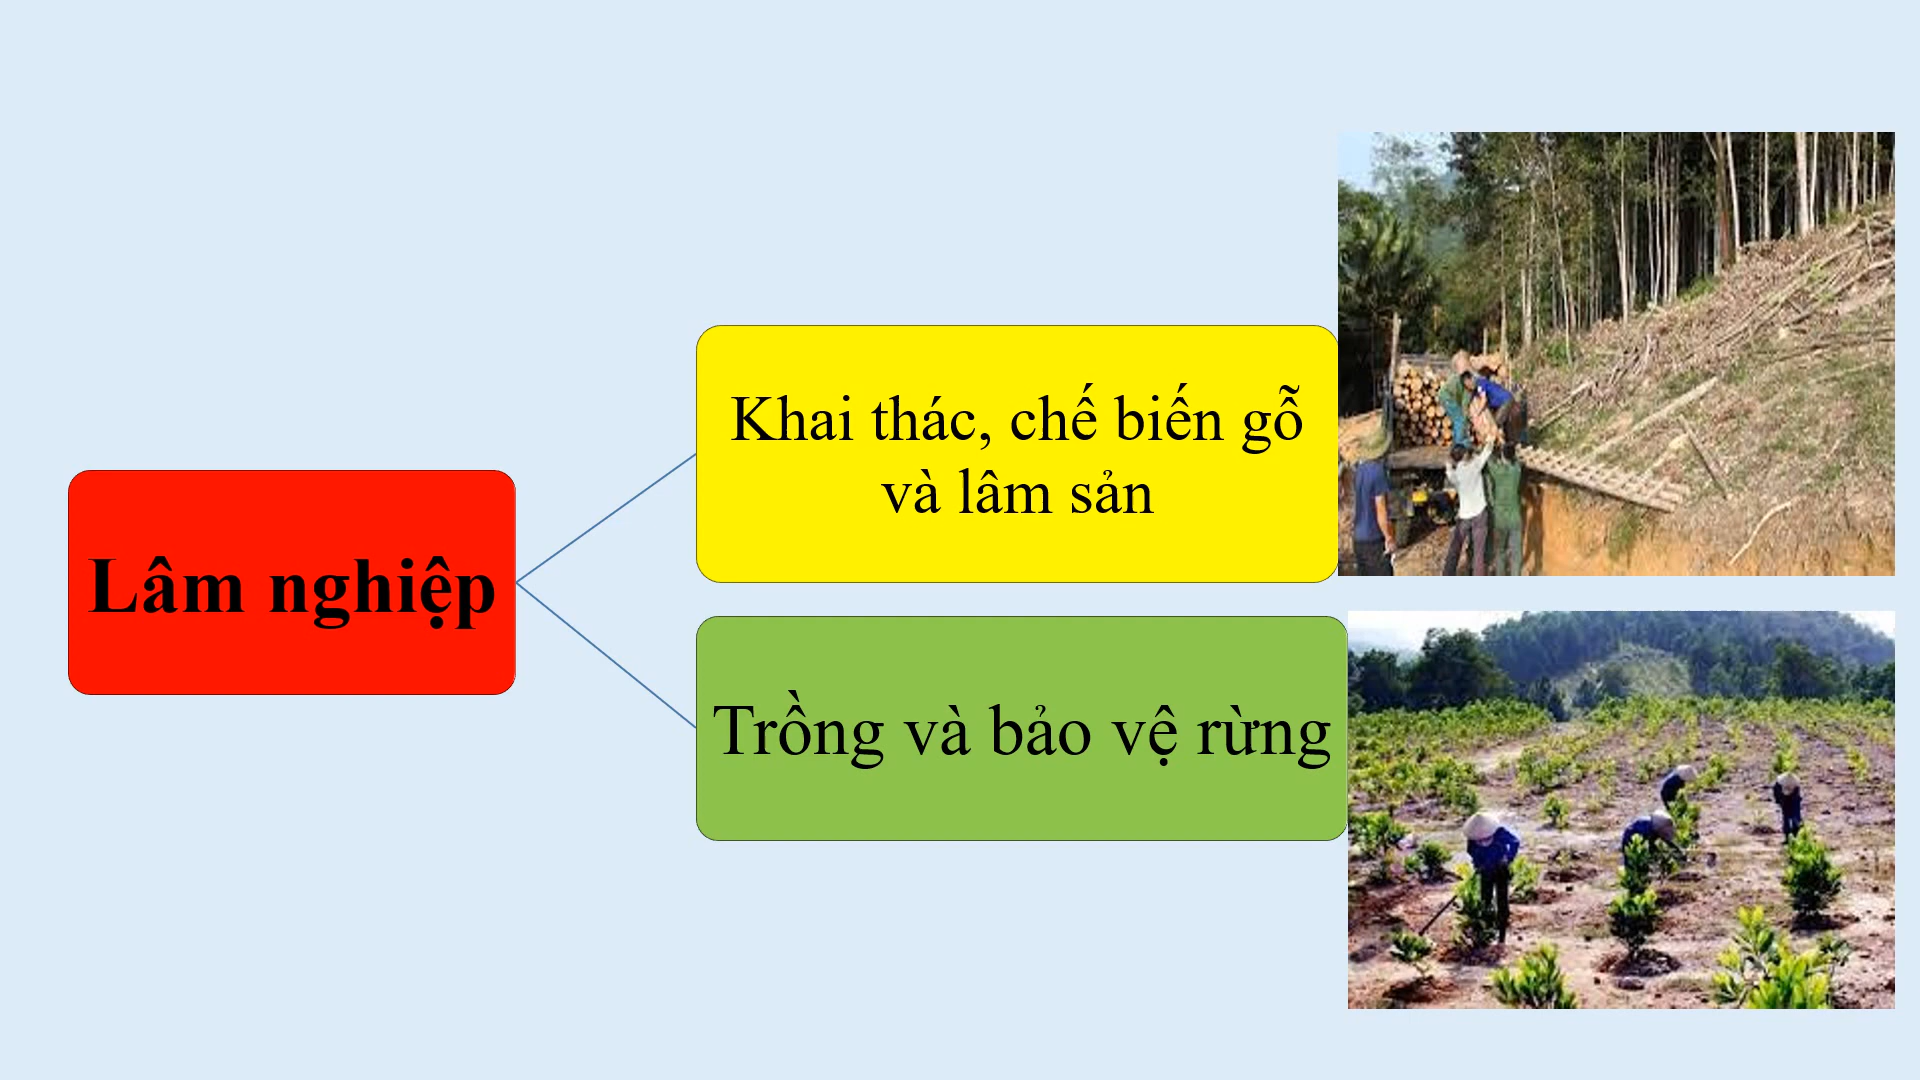 Lâm nghiệp
Khai thác, chế biến gỗ
và lâm sản
Trồng và bảo vệ rừng